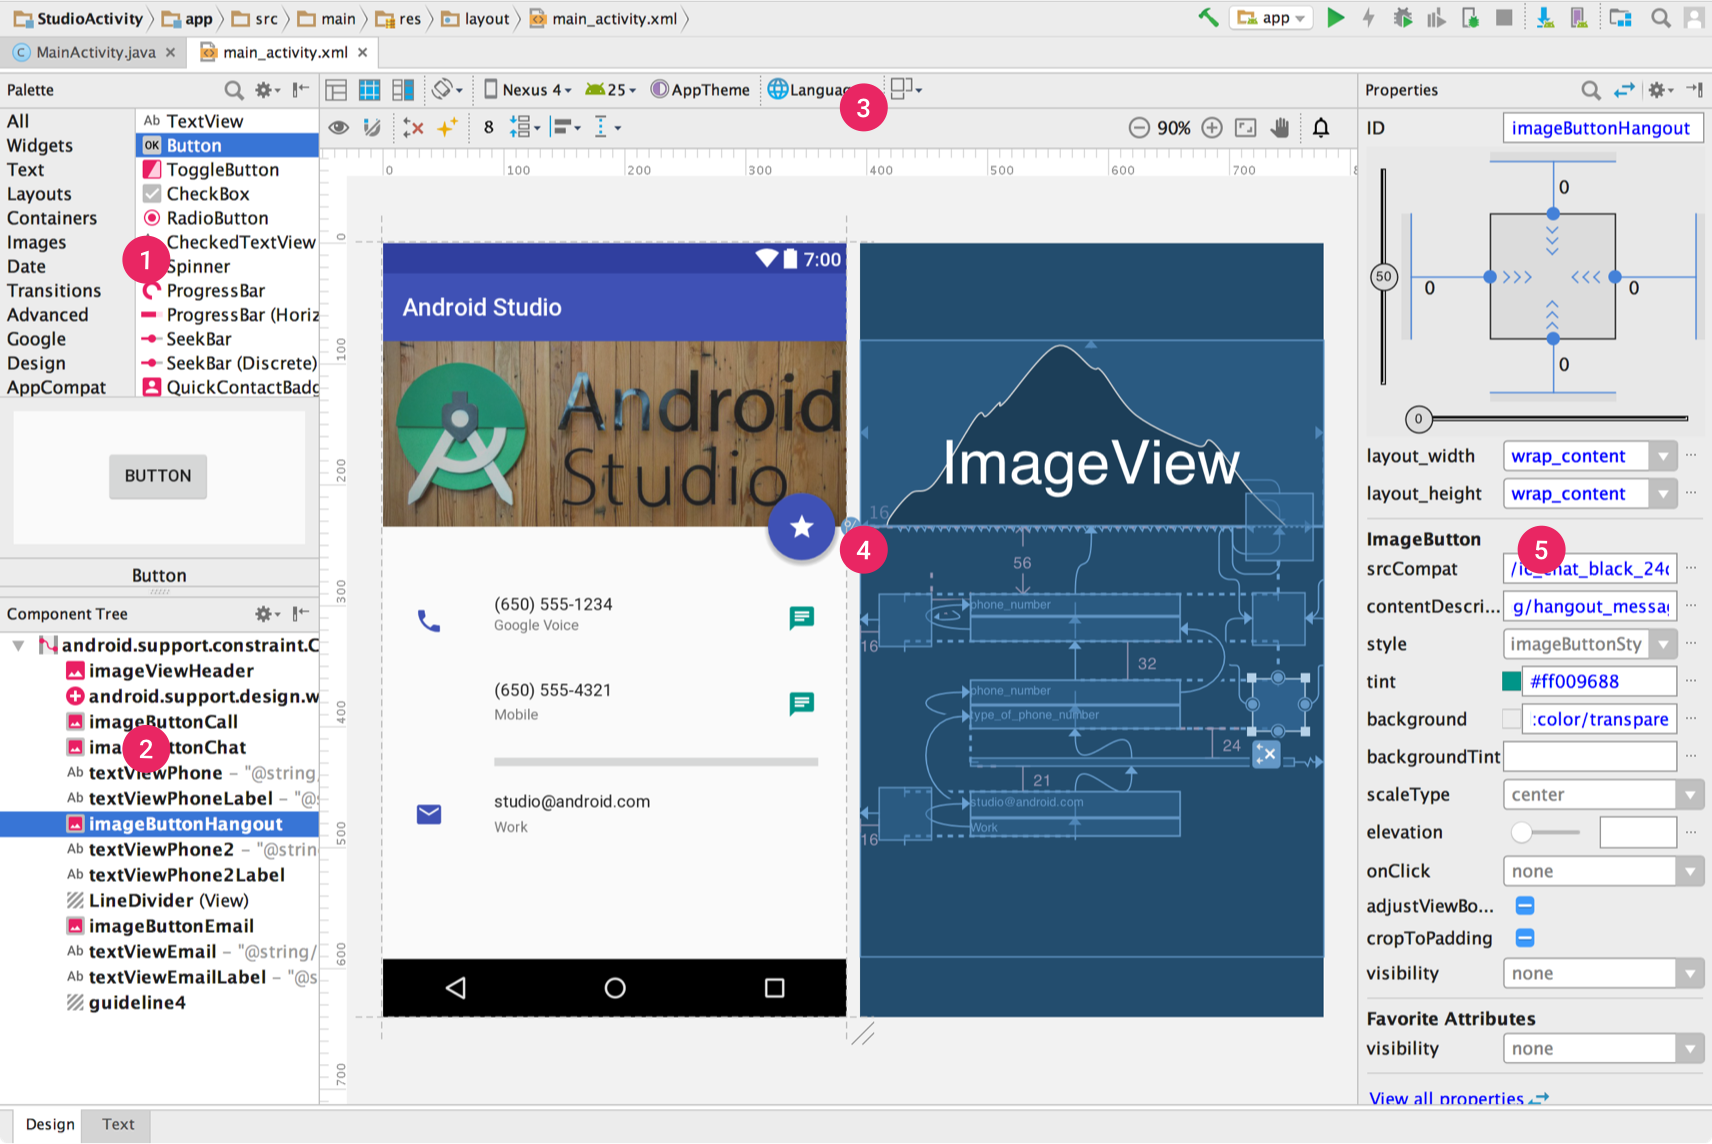 StudioActivity app src main res layout main_activity.xml app
MainActivity.java main_activity.xml
Palette
All
Widgets
Text
Layouts
Containers
Images
Date
Transitions
Advanced
Google
Design
AppCompat
Ab TextView
OK Button
ToggleButton
CheckBox
RadioButton
CheckedTextView
Spinner
ProgressBar
ProgressBar (Horiz
SeekBar
SeekBar (Discrete)
QuickContactBadg
1
BUTTON
Button
Component Tree
android.support.constraint.C
imageViewHeader
android.support.design.w
imageButtonCall
2
Ab textViewPhone – "@string/
Ab textViewPhoneLabel – "@s
imageButtonHangout
Ab textViewPhone2 – "@strin
Ab textViewPhone2Label
LineDivider (View)
imageButtonEmail
Ab textViewEmail – "@string/
Ab textViewEmailLabel – "@s
guideline4
Design Text
Nexus 4 25 AppTheme Langua
3
8 90%
0 100 200 300 400 500 600 700
0
100
200
300
400
500
600
700
7:00
Android Studio
Android
Studio
4
(650) 555-1234
Google Voice
(650) 555-4321
Mobile
studio@android.com
Work
ImageView
16
56
phone_number
16
32
phone_number
type_of_phone_number
24
21
studio@android.com
Work
16
Properties
ID imageButtonHangout
0
50
0 0
0
0
layout_width wrap_content
layout_height wrap_content
ImageButton
5
srcCompat
contentDescri... g/hangout_messa
style imageButtonSty
tint #ff009688
background :color/transpare
backgroundTint
scaleType center
elevation
onClick none
adjustViewBo...
cropToPadding
visibility none
Favorite Attributes
visibility none
View all properties